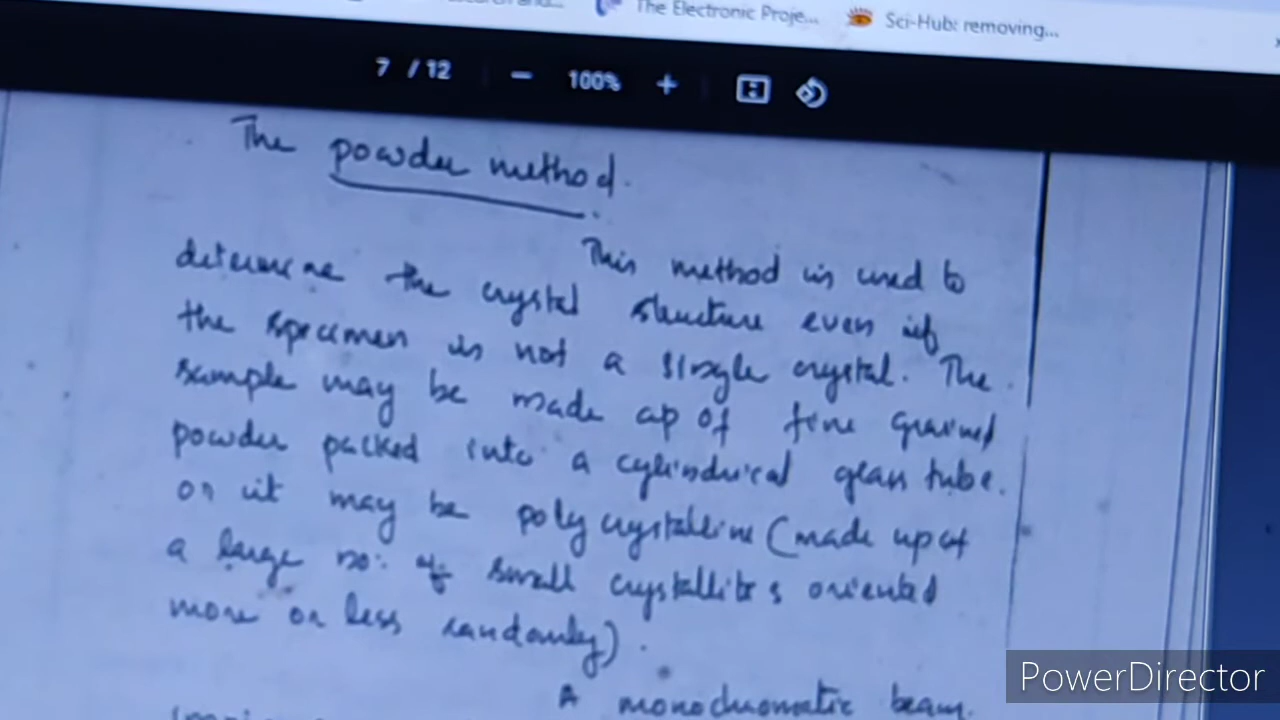 The Electronic Proje...
Sci-Hub: removing...
7 / 12
100%
The powder method.
This method is used to
determine the crystal structure even if
the specimen is not a single crystal. The
sample may be made up of fine grained
powder packed into a cylindrical glass tube.
or it may be polycrystalline (made up of
a large no: of small crystallites oriented
more or less randomly).
A monochromatic beam
PowerDirector